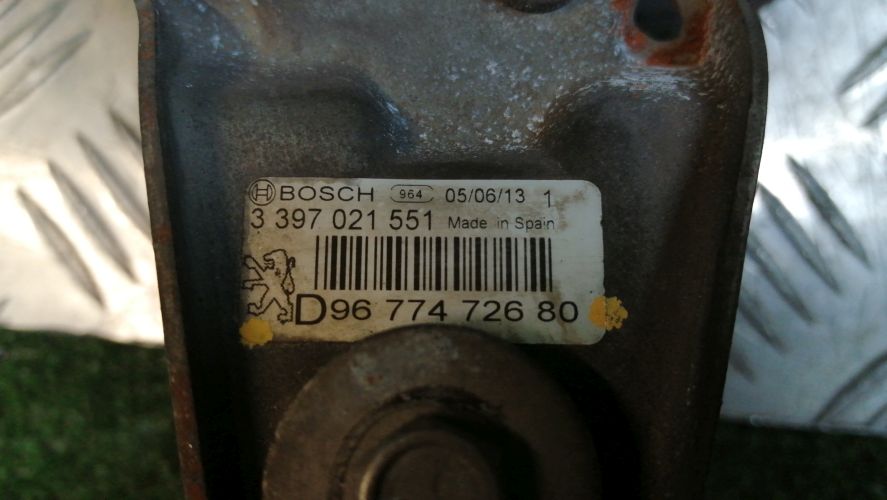 BOSCH 964 05/06/13 1
3 397 021 551 Made in Spain
D96 774 726 80